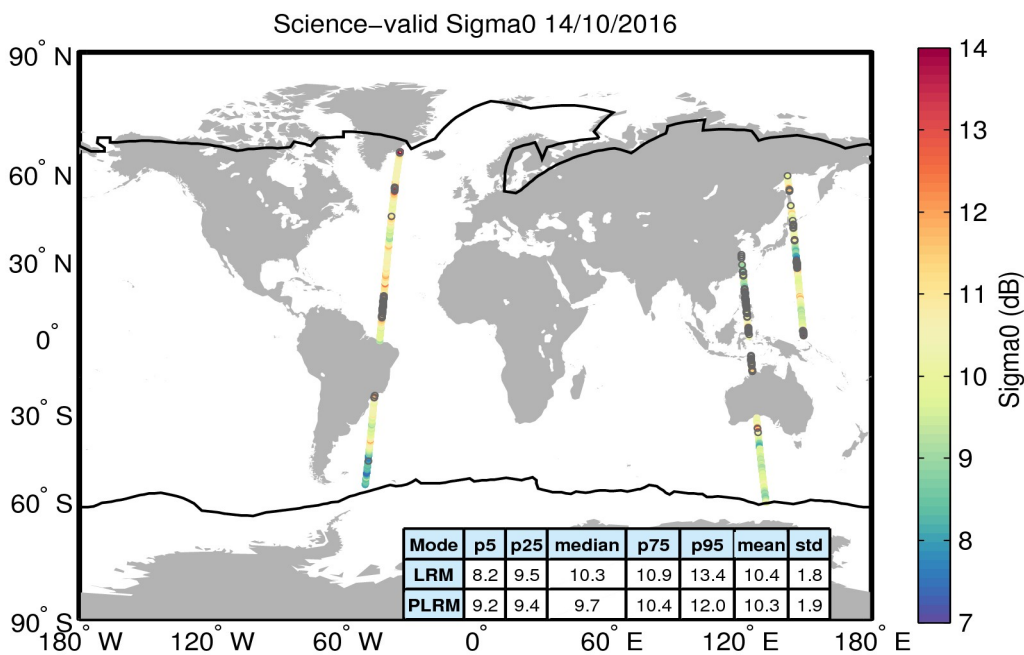 Science–valid Sigma0 14/10/2016
90° N
60° N
30° N
0°
30° S
60° S
90° S
180° W
120° W
60° W
0°
60° E
120° E
180° E
Mode p5 p25 median p75 p95 mean std
LRM 8.2 9.5 10.3 10.9 13.4 10.4 1.8
PLRM 9.2 9.4 9.7 10.4 12.0 10.3 1.9
14
13
12
11
10
9
8
7
Sigma0 (dB)